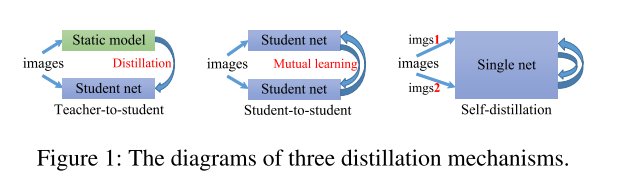 Static model
images
Distillation
Student net
Teacher-to-student
Student net
images
Mutual learning
Student net
Student-to-student
imgs1
images
Single net
imgs2
Self-distillation
Figure 1: The diagrams of three distillation mechanisms.